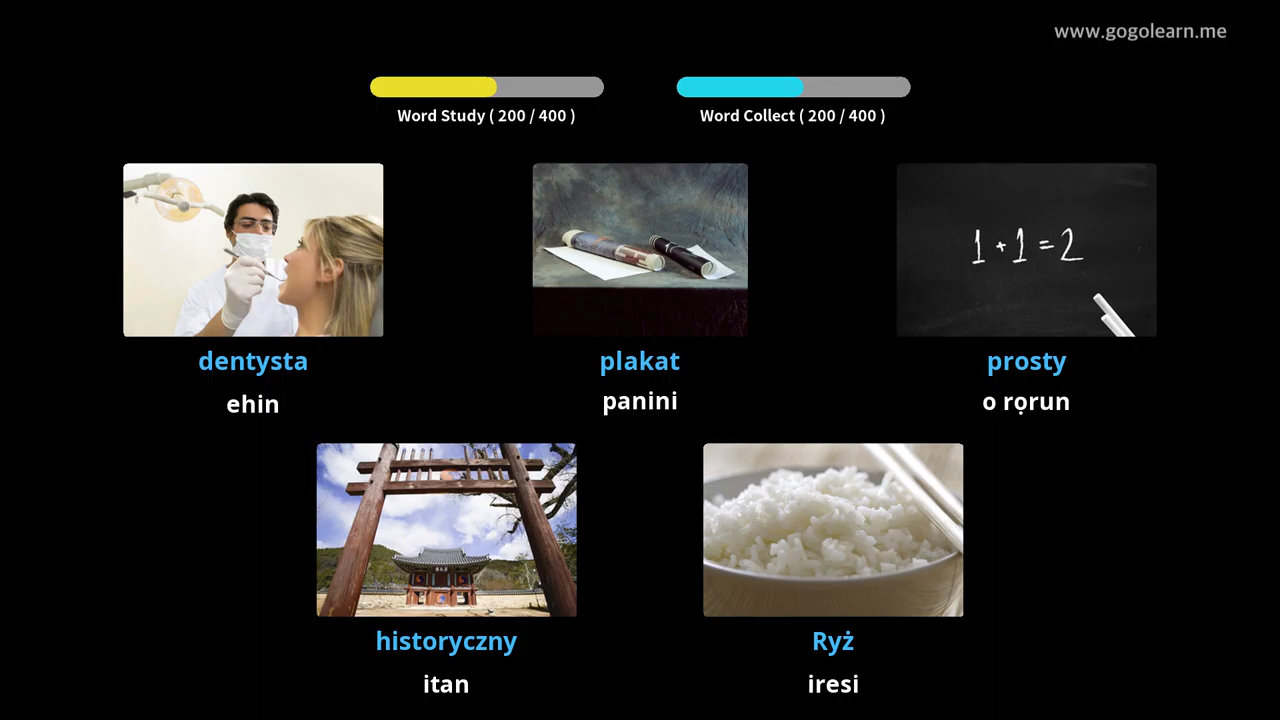 www.gogolearn.me
Word Study ( 200 / 400 )
Word Collect ( 200 / 400 )
1 + 1 = 2
dentysta
plakat
prosty
ehin
panini
o rọrun
historyczny
Ryż
itan
iresi